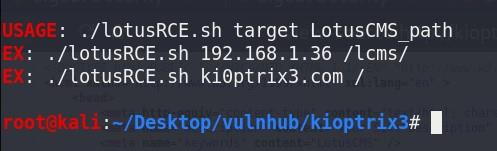 USAGE: ./lotusRCE.sh target LotusCMS_path
EX: ./lotusRCE.sh 192.168.1.36 /lcms/
EX: ./lotusRCE.sh ki0ptrix3.com /
root@kali:~/Desktop/vulnhub/kioptrix3#